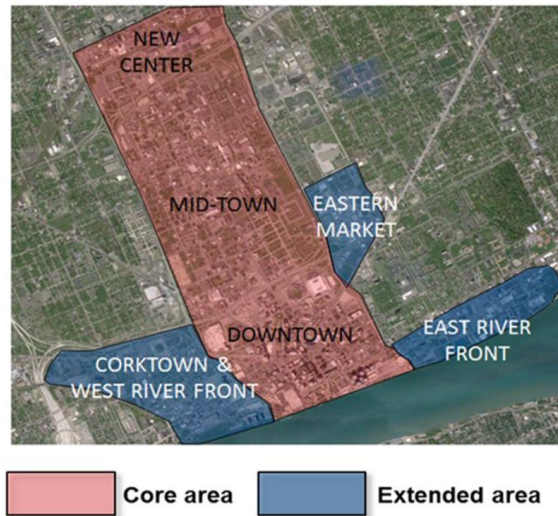 NEW
CENTER
MID-TOWN
EASTERN
MARKET
DOWNTOWN
EAST RIVER
FRONT
CORKTOWN &
WEST RIVER FRONT
Core area
Extended area